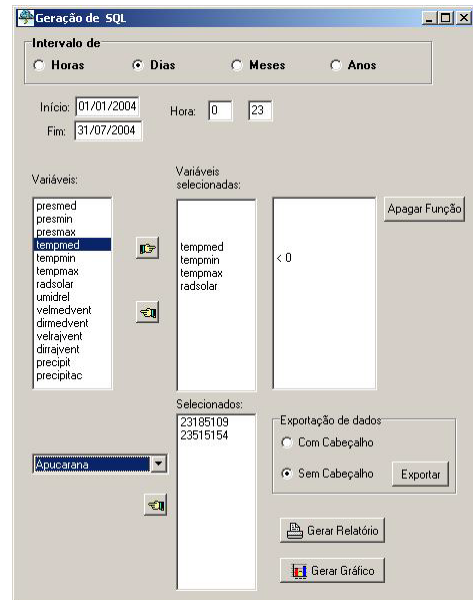 Geração de SQL
Intervalo de
Horas
Dias
Meses
Anos
Início: 01/01/2004
Hora: 0 23
Fim: 31/07/2004
Variáveis:
presmed
presmin
presmax
tempmed
tempmin
tempmax
radsolar
umidrel
velmedvent
dirmedvent
velrajvent
dirrajvent
precipit
precipitac
Variáveis
selecionadas:
tempmed
tempmin
tempmax
radsolar
< 0
Apagar Função
Apucarana
Selecionados:
23185109
23515154
Exportação de dados
Com Cabeçalho
Sem Cabeçalho
Exportar
Gerar Relatório
Gerar Gráfico